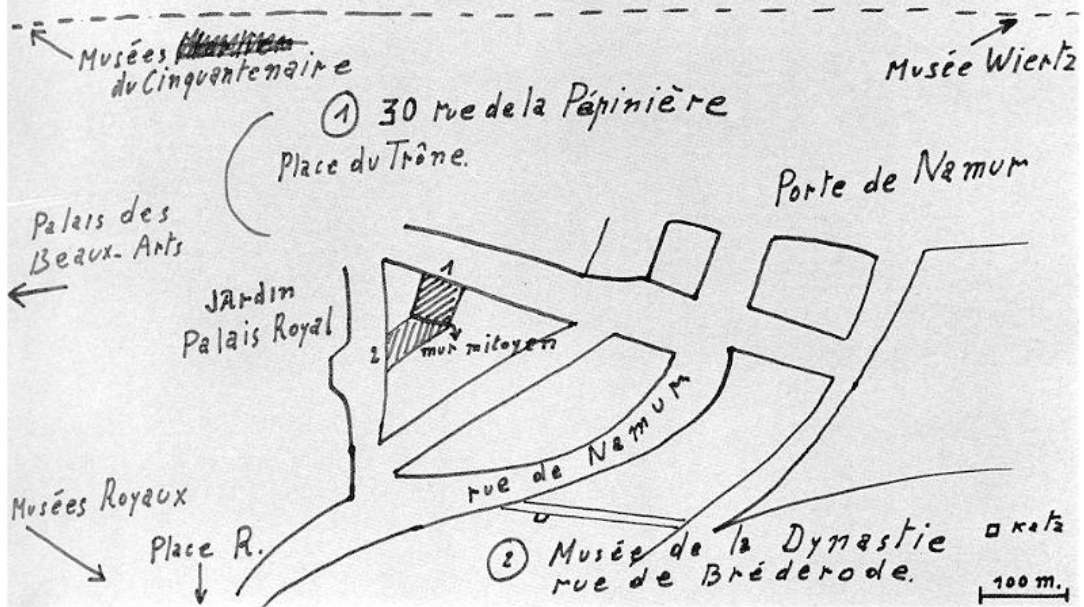 Musées
du Cinquantenaire
Musée Wiertz
① 30 rue de la Pépinière
Place du Trône.
Porte de Namur
Palais des
Beaux-Arts
JArdin
Palais Royal
1
2
mur mitoyen
rue de Namur
Musées Royaux
Place R.
② Musée de la Dynastie
rue de Bréderode.
Katz
100 m.